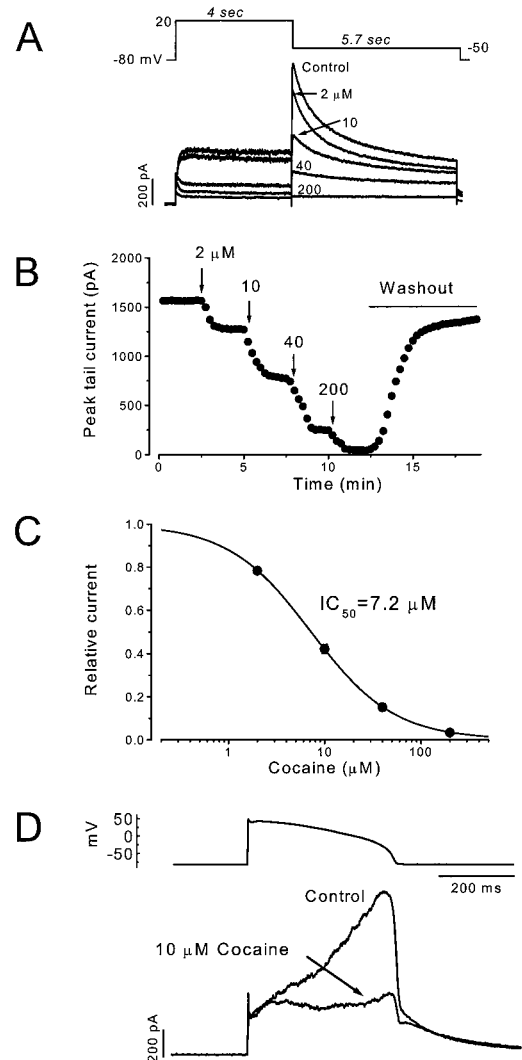 A
20
4 sec
5.7 sec
-80 mV
-50
Control
2 μM
10
40
200
200 pA
B
Peak tail current (pA)
2000
1500
1000
500
0
2 μM
10
40
200
Washout
0
5
10
15
Time (min)
C
Relative current
1.0
0.8
0.6
0.4
0.2
0.0
IC50=7.2 μM
1
10
100
Cocaine (μM)
D
mV
50
0
-50
200 ms
Control
10 μM Cocaine
200 pA